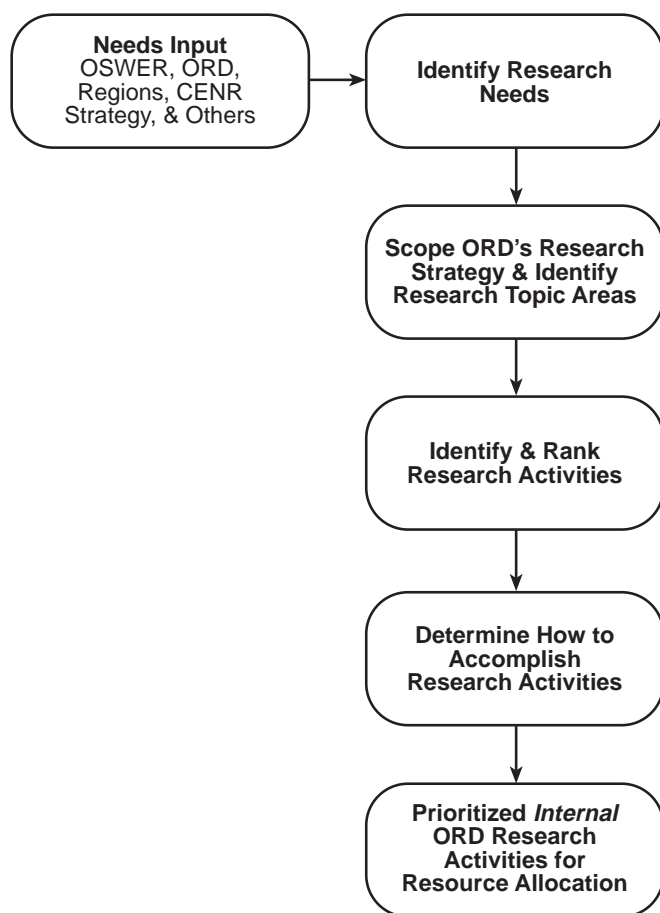 Needs Input
OSWER, ORD,
Regions, CENR
Strategy, & Others
Identify Research
Needs
Scope ORD’s Research
Strategy & Identify
Research Topic Areas
Identify & Rank
Research Activities
Determine How to
Accomplish
Research Activities
Prioritized Internal
ORD Research
Activities for
Resource Allocation